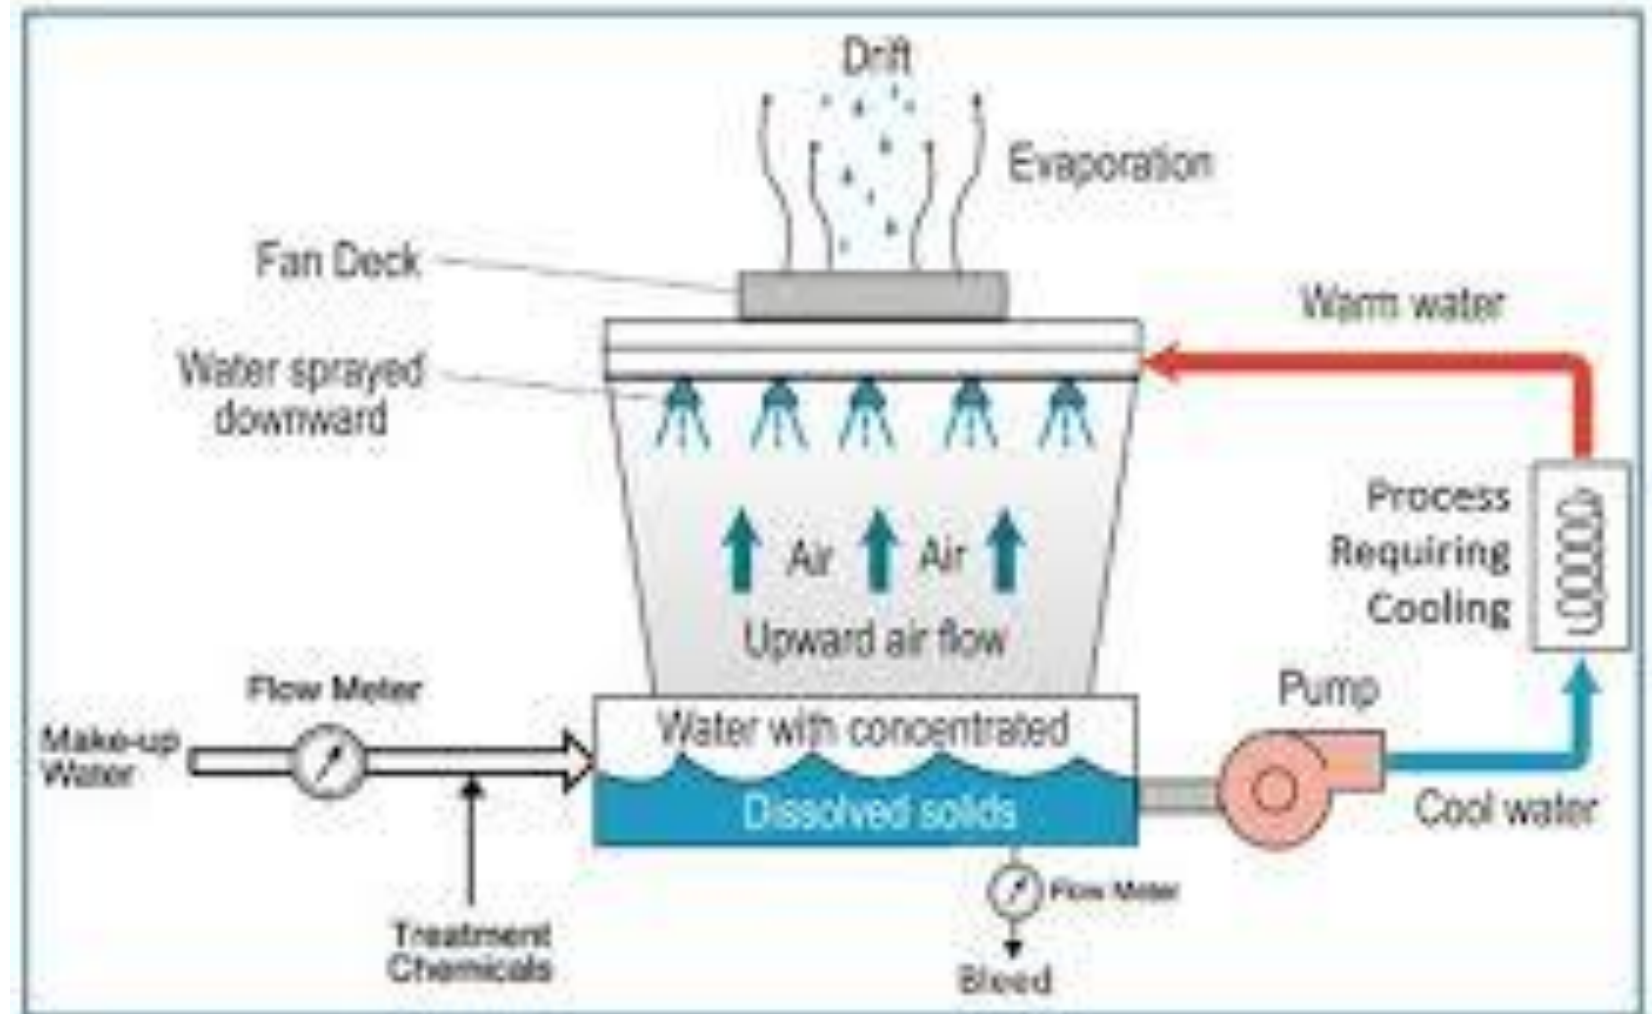 Drift
Evaporation
Fan Deck
Warm water
Water sprayed
downward
Process
Requiring
Cooling
Air
Air
Upward air flow
Flow Meter
Pump
Make-up
Water
Water with concentrated
Dissolved solids
Cool water
Flow Meter
Treatment
Chemicals
Bleed